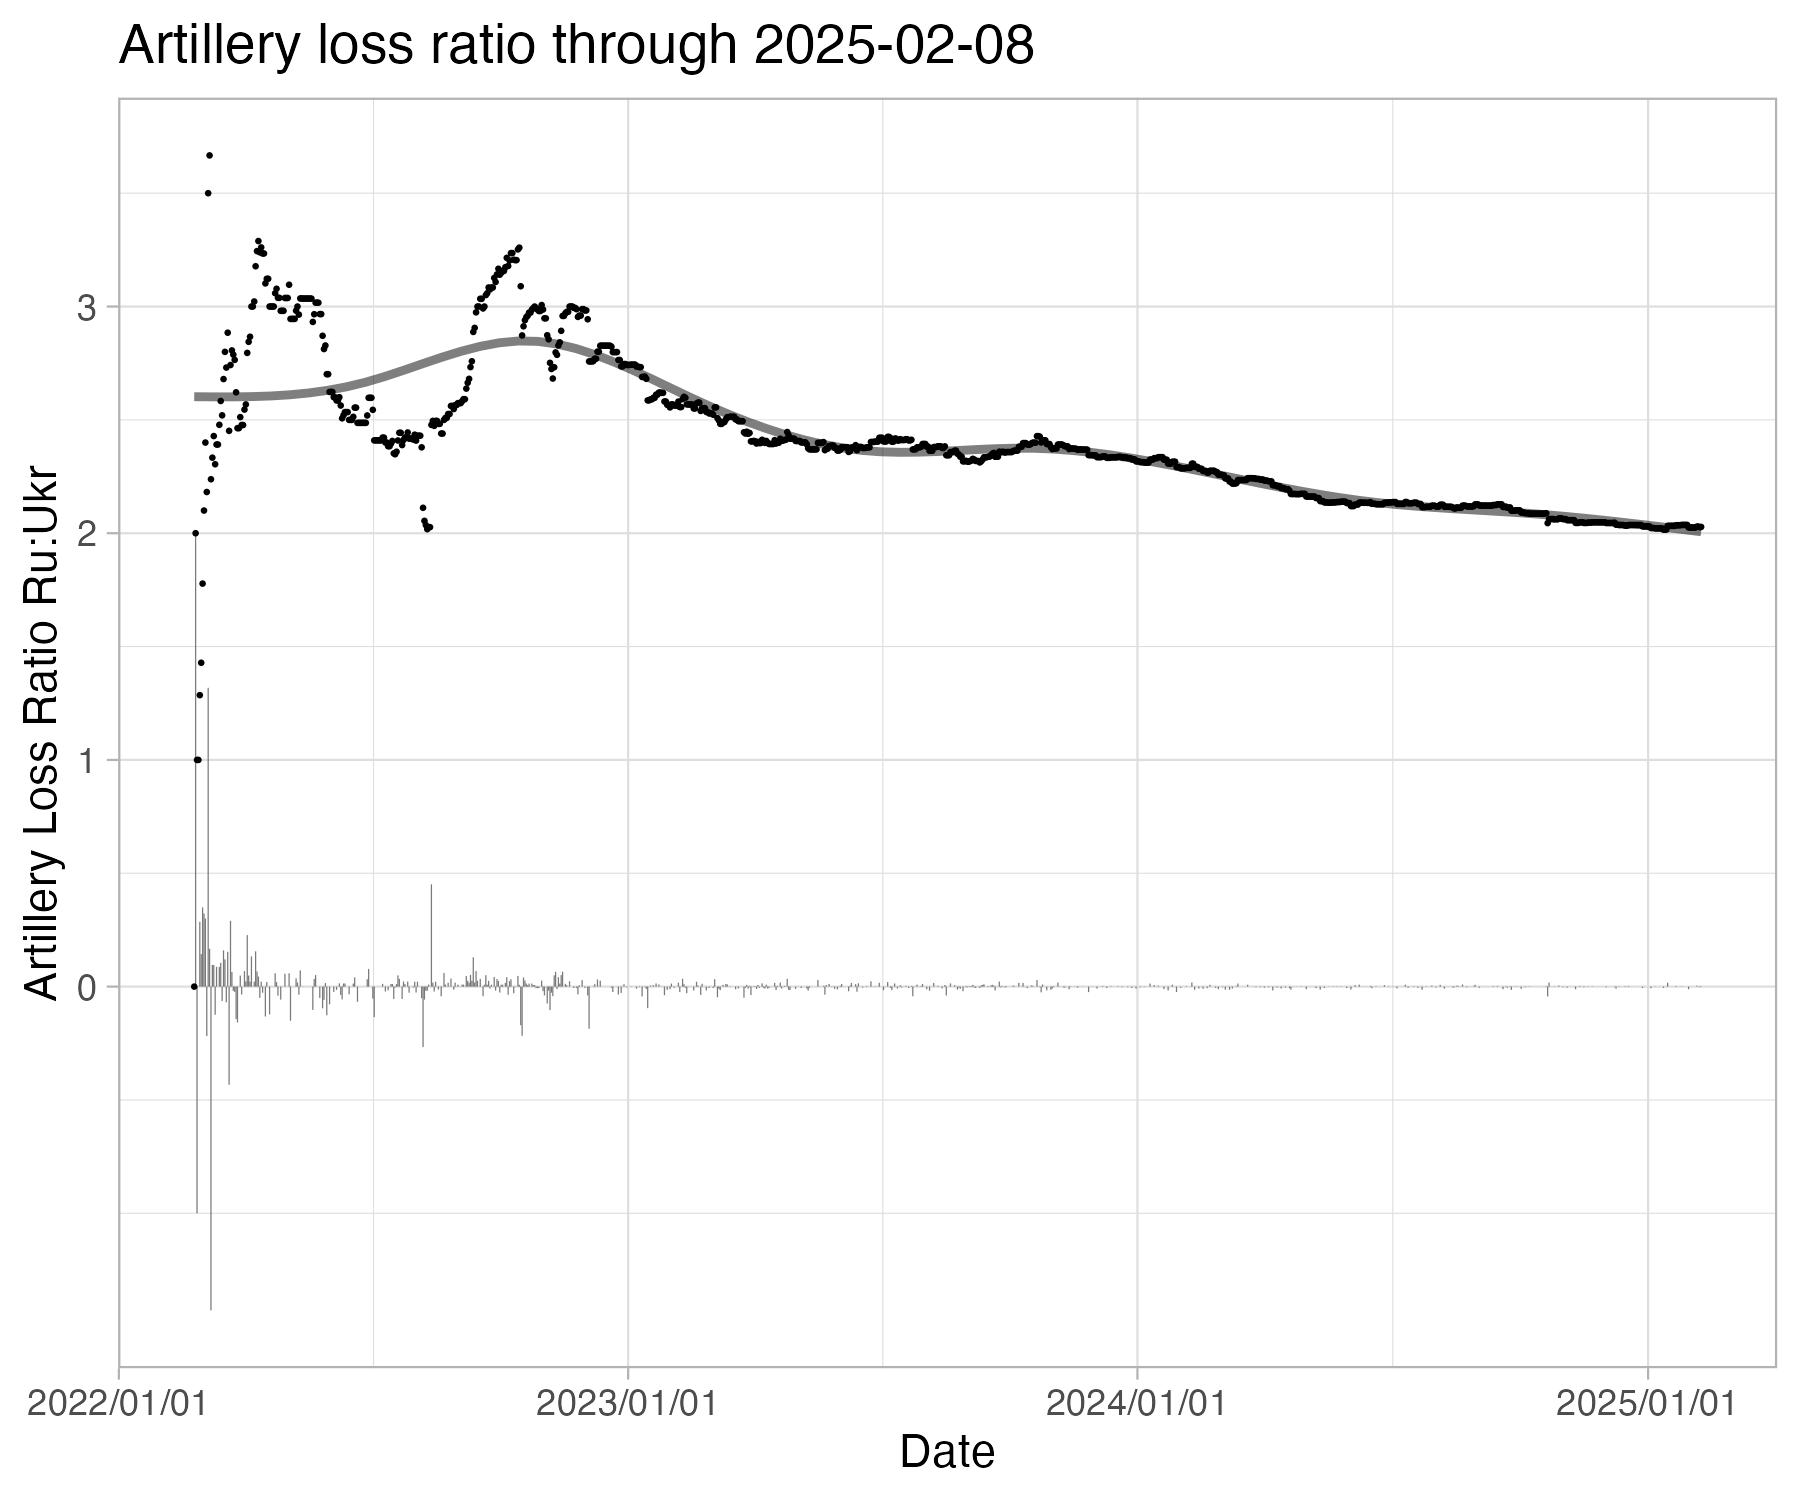 Artillery loss ratio through 2025-02-08
Artillery Loss Ratio Ru:Ukr
3
2
1
0
2022/01/01
2023/01/01
2024/01/01
2025/01/01
Date